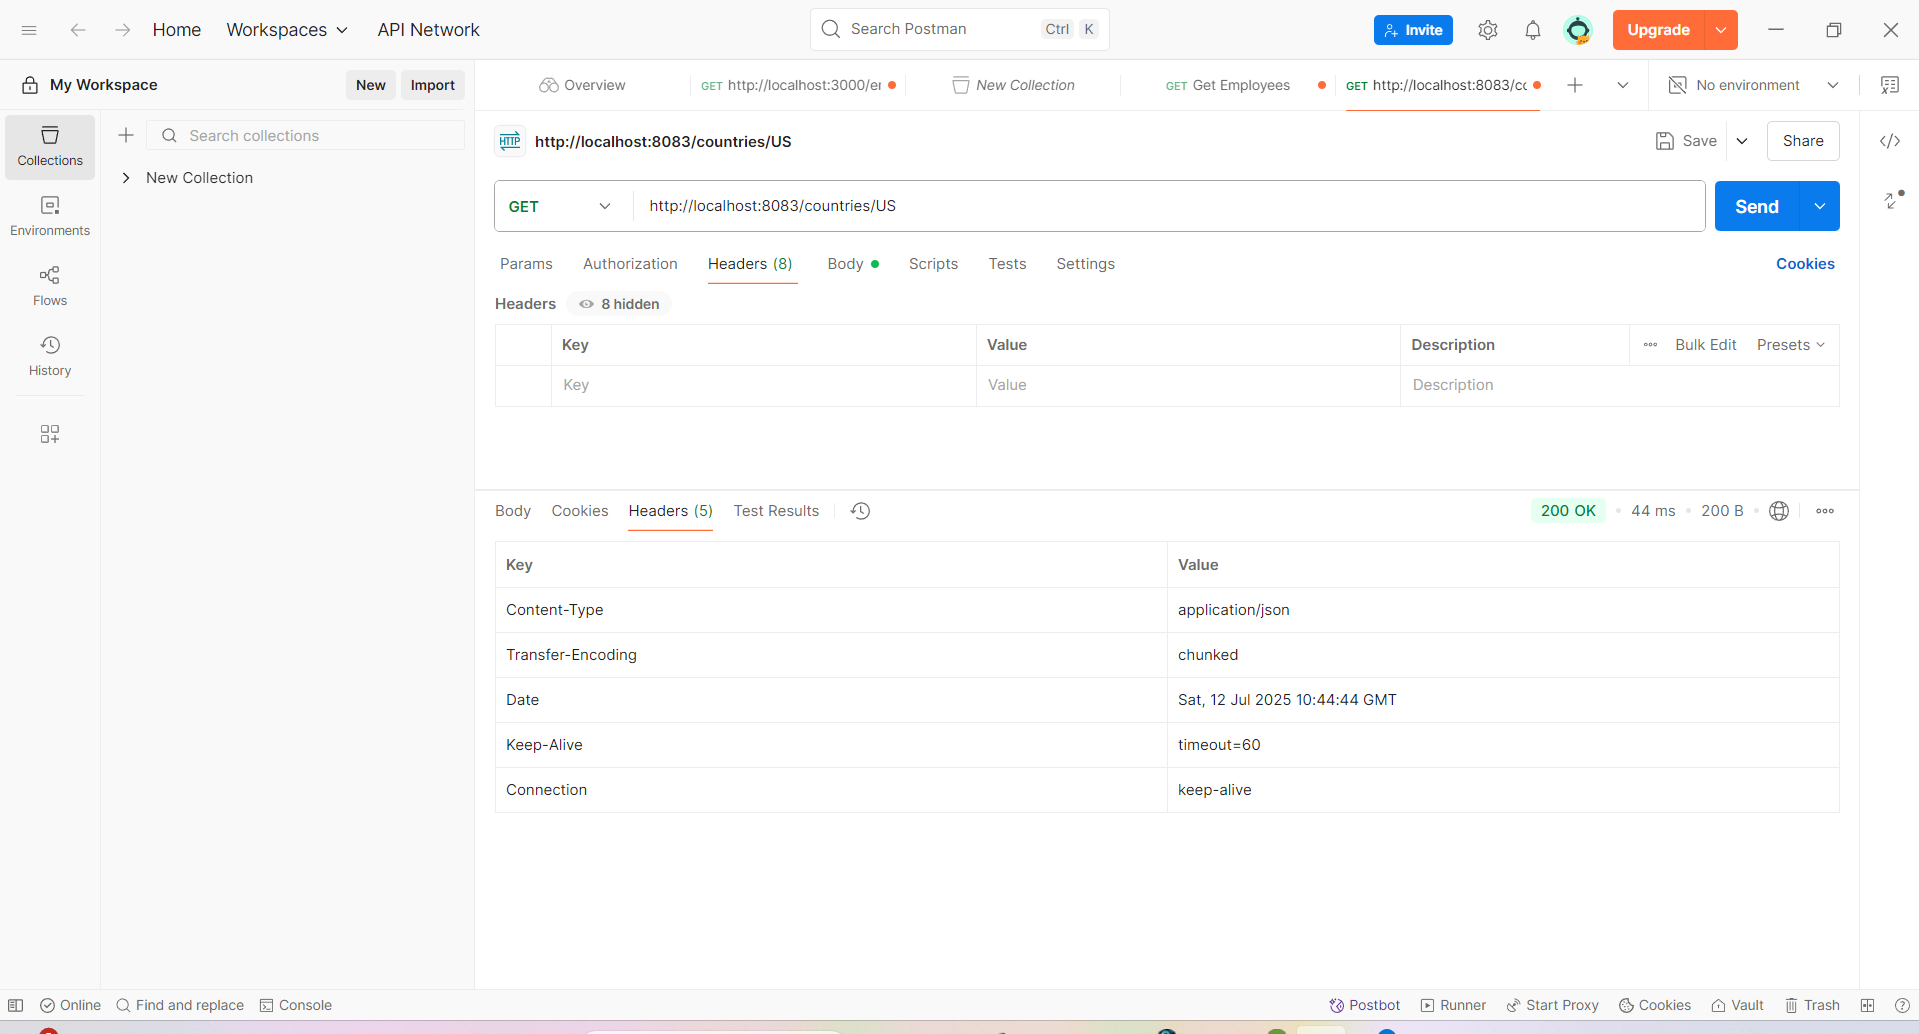 Home Workspaces API Network Search Postman Ctrl K Invite Upgrade
My Workspace New Import Overview GET http://localhost:3000/er New Collection GET Get Employees GET http://localhost:8083/cc No environment
Collections
Search collections
New Collection
Environments
Flows
History
HTTP http://localhost:8083/countries/US Save Share
GET http://localhost:8083/countries/US Send
Params Authorization Headers (8) Body Scripts Tests Settings Cookies
Headers 8 hidden
Key Value Description Bulk Edit Presets
Key Value Description
Body Cookies Headers (5) Test Results 200 OK 44 ms 200 B
Key Value
Content-Type application/json
Transfer-Encoding chunked
Date Sat, 12 Jul 2025 10:44:44 GMT
Keep-Alive timeout=60
Connection keep-alive
Online Find and replace Console Postbot Runner Start Proxy Cookies Vault Trash